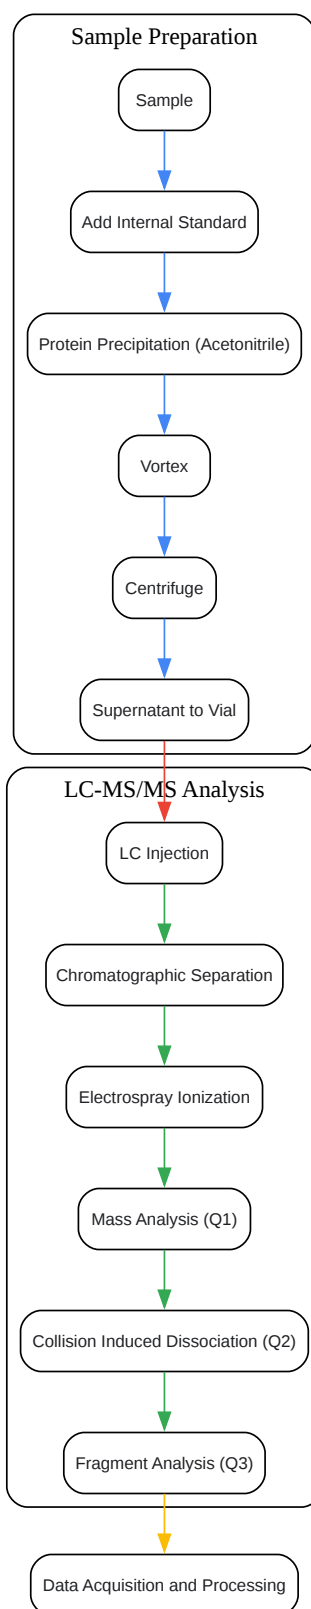 Sample Preparation
Sample
Add Internal Standard
Protein Precipitation (Acetonitrile)
Vortex
Centrifuge
Supernatant to Vial
LC-MS/MS Analysis
LC Injection
Chromatographic Separation
Electrospray Ionization
Mass Analysis (Q1)
Collision Induced Dissociation (Q2)
Fragment Analysis (Q3)
Data Acquisition and Processing